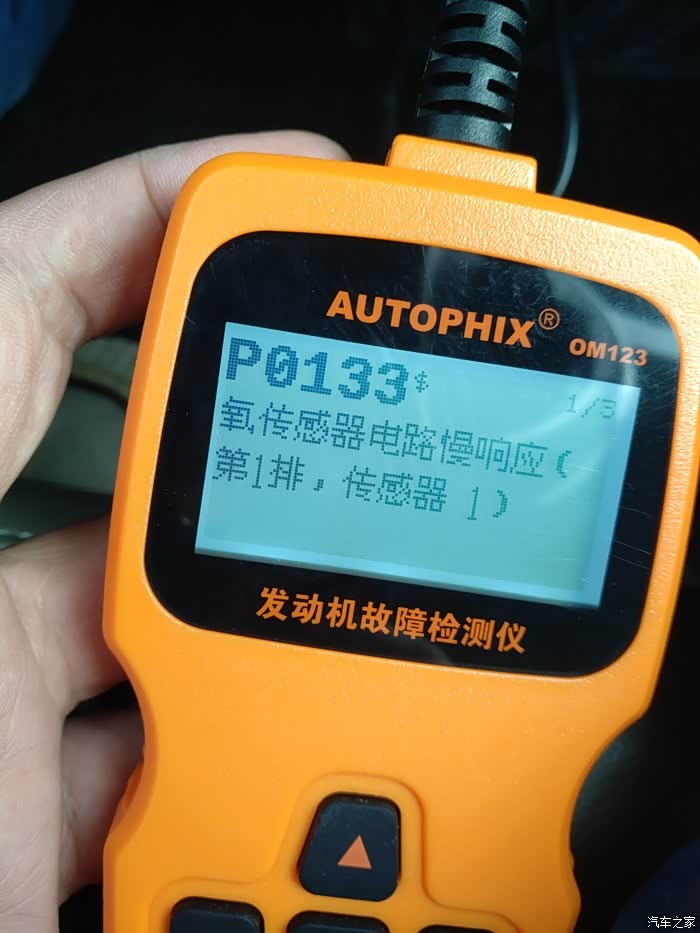 AUTOPHIX®
OM123
P0133$
1/3
氧传感器电路慢响应(
第1排，传感器 1)
发动机故障检测仪
汽车之家